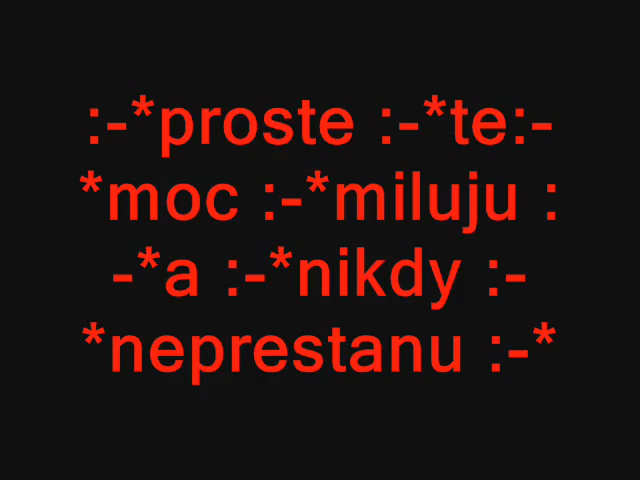 :-*proste :-*te:-
*moc :-*miluju :
-*a :-*nikdy :-
*neprestanu :-*